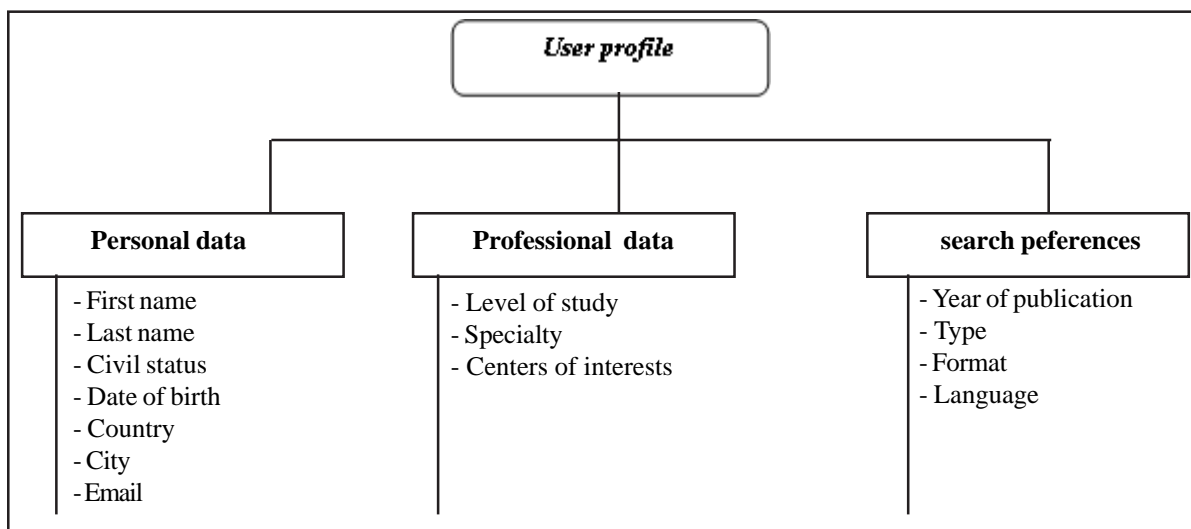 User profile
Personal data
- First name
- Last name
- Civil status
- Date of birth
- Country
- City
- Email
Professional data
- Level of study
- Specialty
- Centers of interests
search peferences
- Year of publication
- Type
- Format
- Language